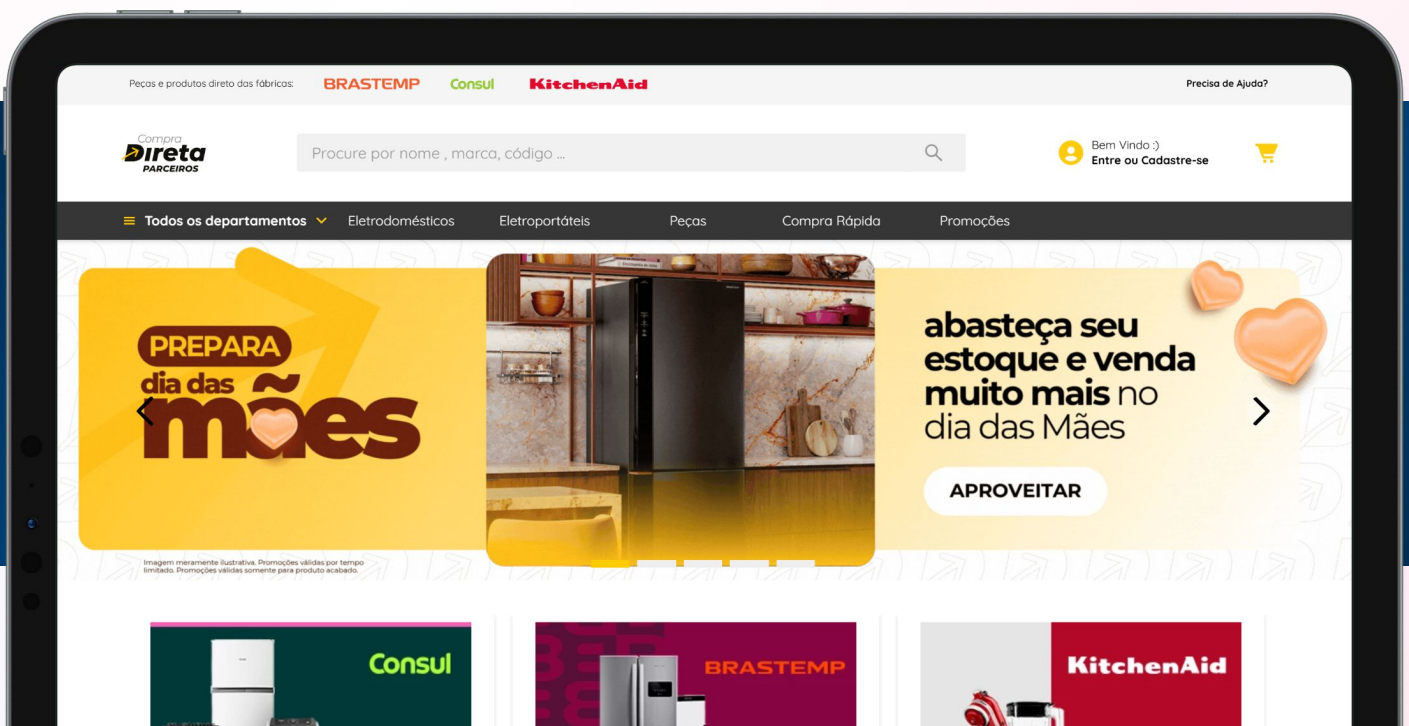 Peças e produtos direto das fábricas:
BRASTEMP
Consul
KitchenAid
Precisa de Ajuda?
Compra
Direta
PARCEIROS
Procure por nome , marca, código ...
Bem Vindo :)
Entre ou Cadastre-se
Todos os departamentos
Eletrodomésticos
Eletroportáteis
Peças
Compra Rápida
Promoções
PREPARA
dia das
mães
abasteça seu
estoque e venda
muito mais no
dia das Mães
APROVEITAR
Imagem meramente ilustrativa. Promoções válidas por tempo
limitado. Promoções válidas somente para produto acabado.
Consul
BRASTEMP
KitchenAid